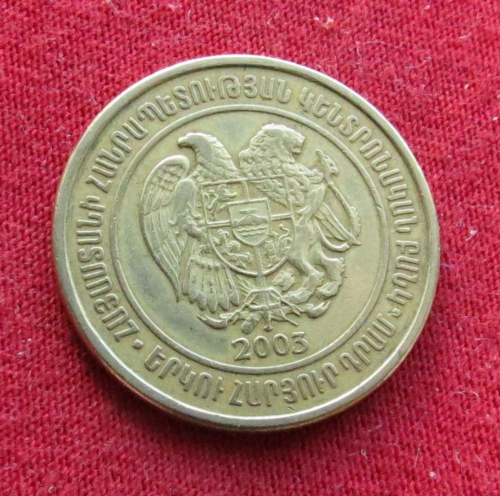 ՀԱՅԱՍՏԱՆԻ ՀԱՆՐԱՊԵՏՈՒԹՅԱՆ ԿԵՆՏՐՈՆԱԿԱՆ ԲԱՆԿ
ԵՐԿՈՒ ՀԱՐՅՈՒՐ ԴՐԱՄ
2003